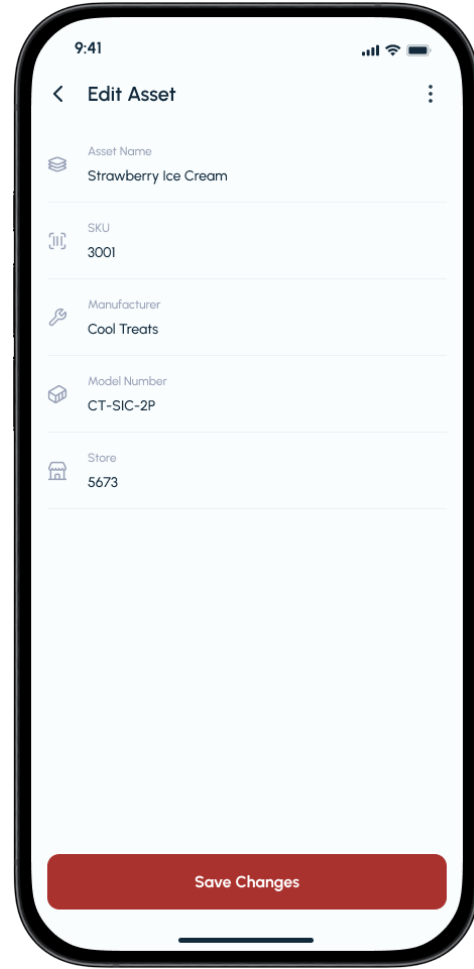 9:41
Edit Asset
Asset Name
Strawberry Ice Cream
SKU
3001
Manufacturer
Cool Treats
Model Number
CT-SIC-2P
Store
5673
Save Changes